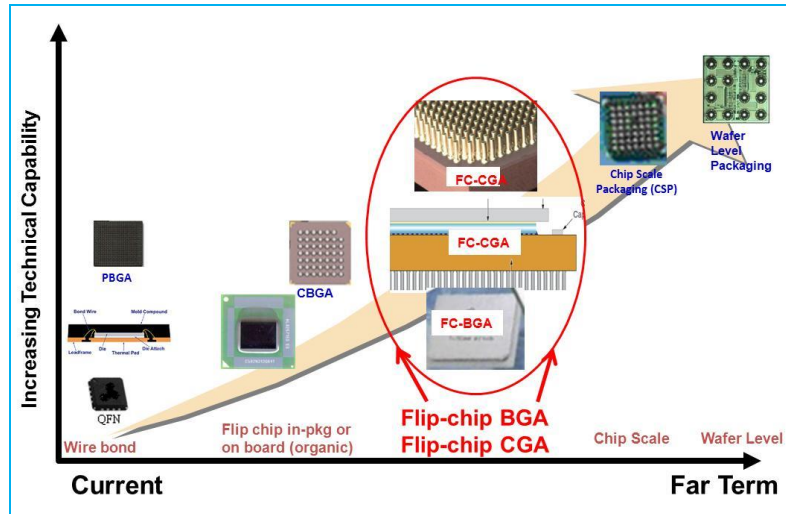 Increasing Technical Capability
Wafer
Level
Packaging
Chip Scale
Packaging (CSP)
FC-CGA
FC-CGA
FC-BGA
PBGA
CBGA
Bond Wire
Mold Compound
Leadframe
Die
Thermal Pad
Die Attach
QFN
Flip-chip BGA
Flip-chip CGA
Wire bond
Flip chip in-pkg or
on board (organic)
Chip Scale
Wafer Level
Current
Far Term